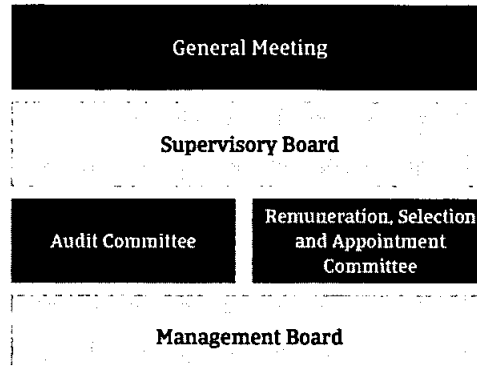 General Meeting
Supervisory Board
Audit Committee
Remuneration, Selection
and Appointment
Committee
Management Board